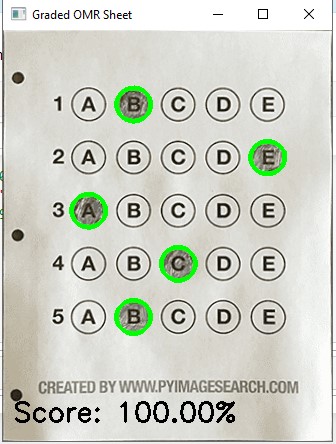 Graded OMR Sheet
1 A B C D E
2 A B C D E
3 A B C D E
4 A B C D E
5 A B C D E
CREATED BY WWW.PYIMAGESEARCH.COM
Score: 100.00%